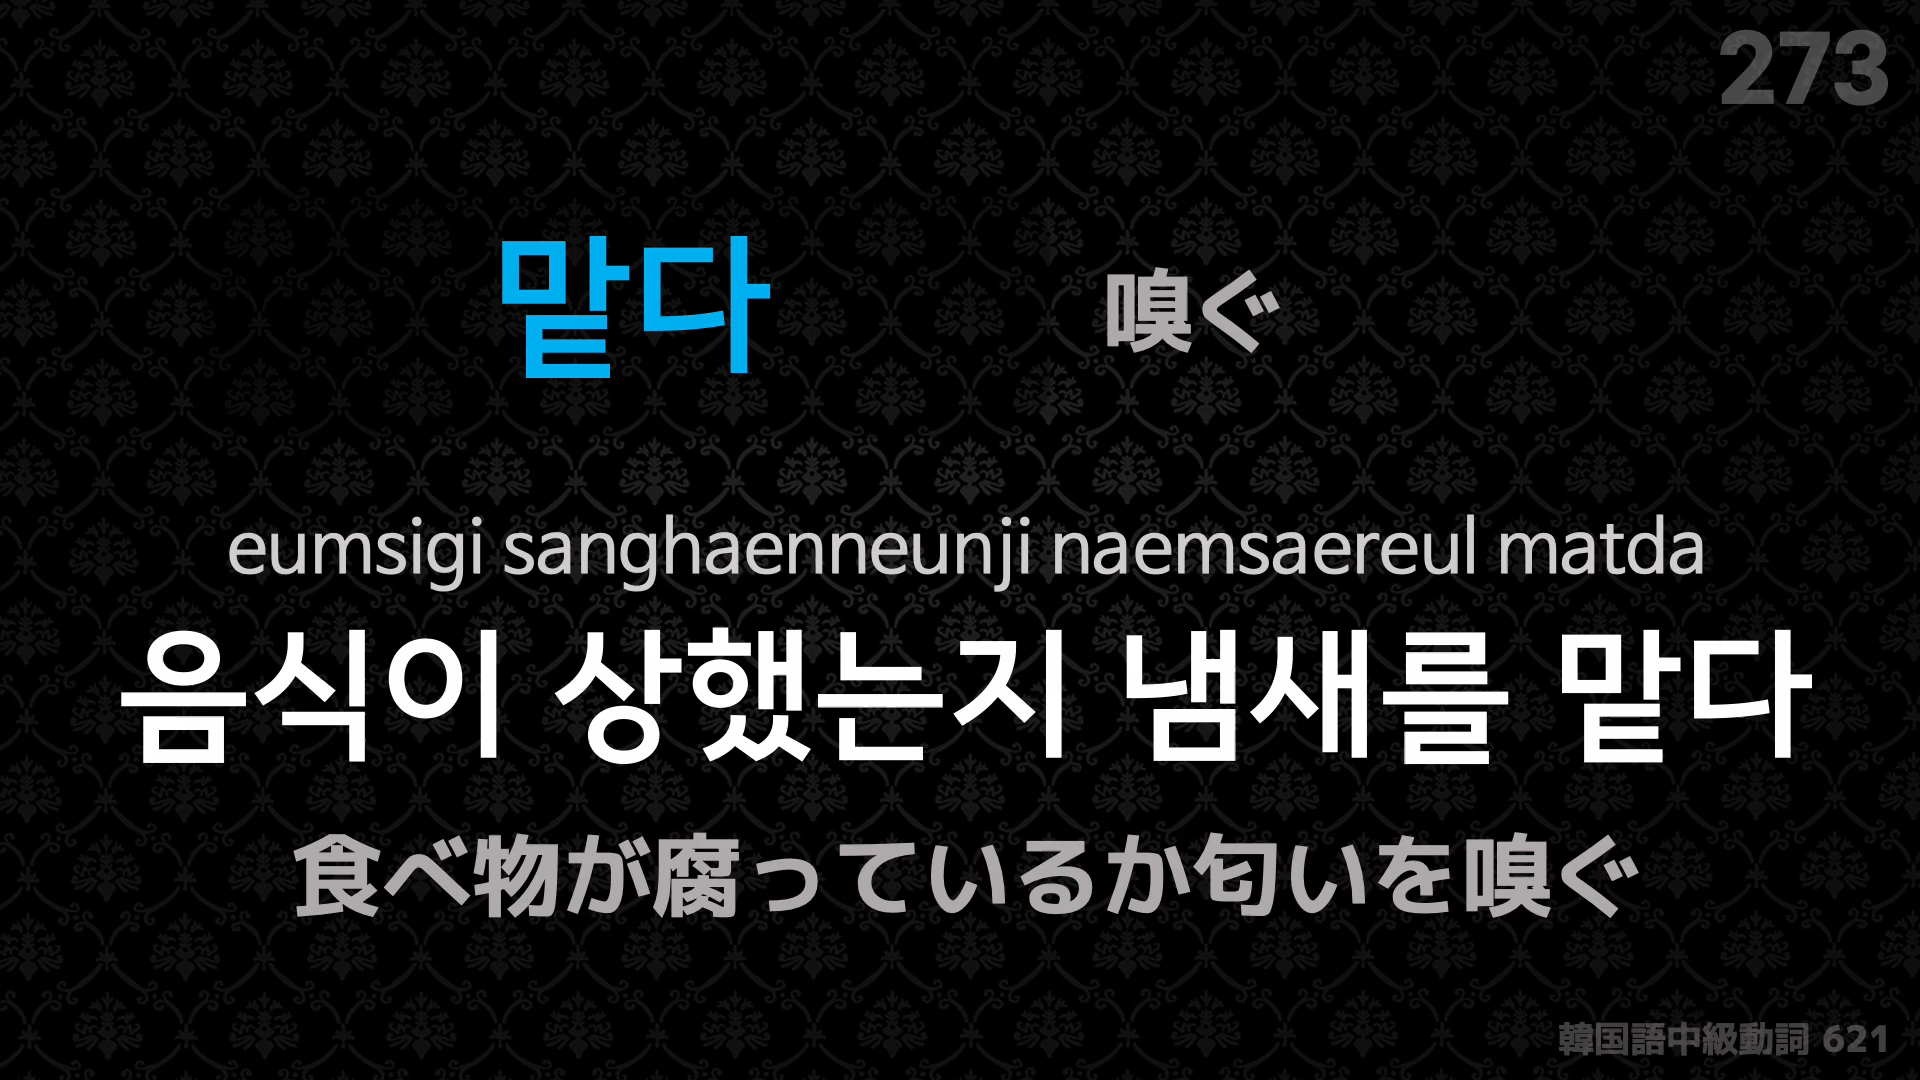 273
맡다 嗅ぐ
eumsigi sanghaenneunji naemsaereul matda
음식이 상했는지 냄새를 맡다
食べ物が腐っているか匂いを嗅ぐ
韓国語中級動詞 621